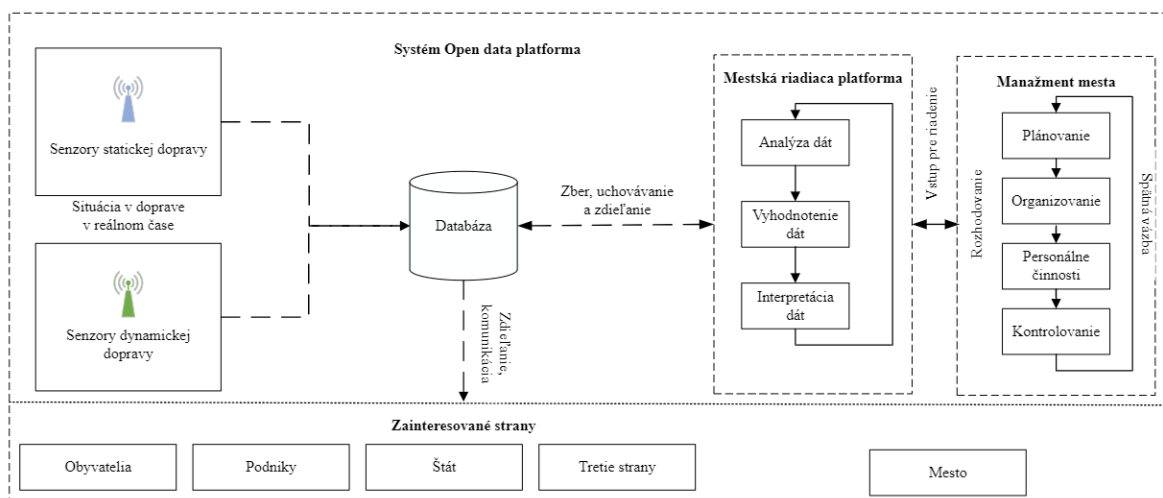 Systém Open data platforma
Senzory statickej dopravy
Situácia v doprave
v reálnom čase
Senzory dynamickej
dopravy
Databáza
Zber, uchovávanie
a zdieľanie
Zdieľanie,
komunikácia
Mestská riadiaca platforma
Analýza dát
Vyhodnotenie
dát
Interpretácia
dát
Vstup pre riadenie
Manažment mesta
Rozhodovanie
Plánovanie
Organizovanie
Personálne
činnosti
Kontrolovanie
Spätná väzba
Zainteresované strany
Obyvatelia
Podniky
Štát
Tretie strany
Mesto